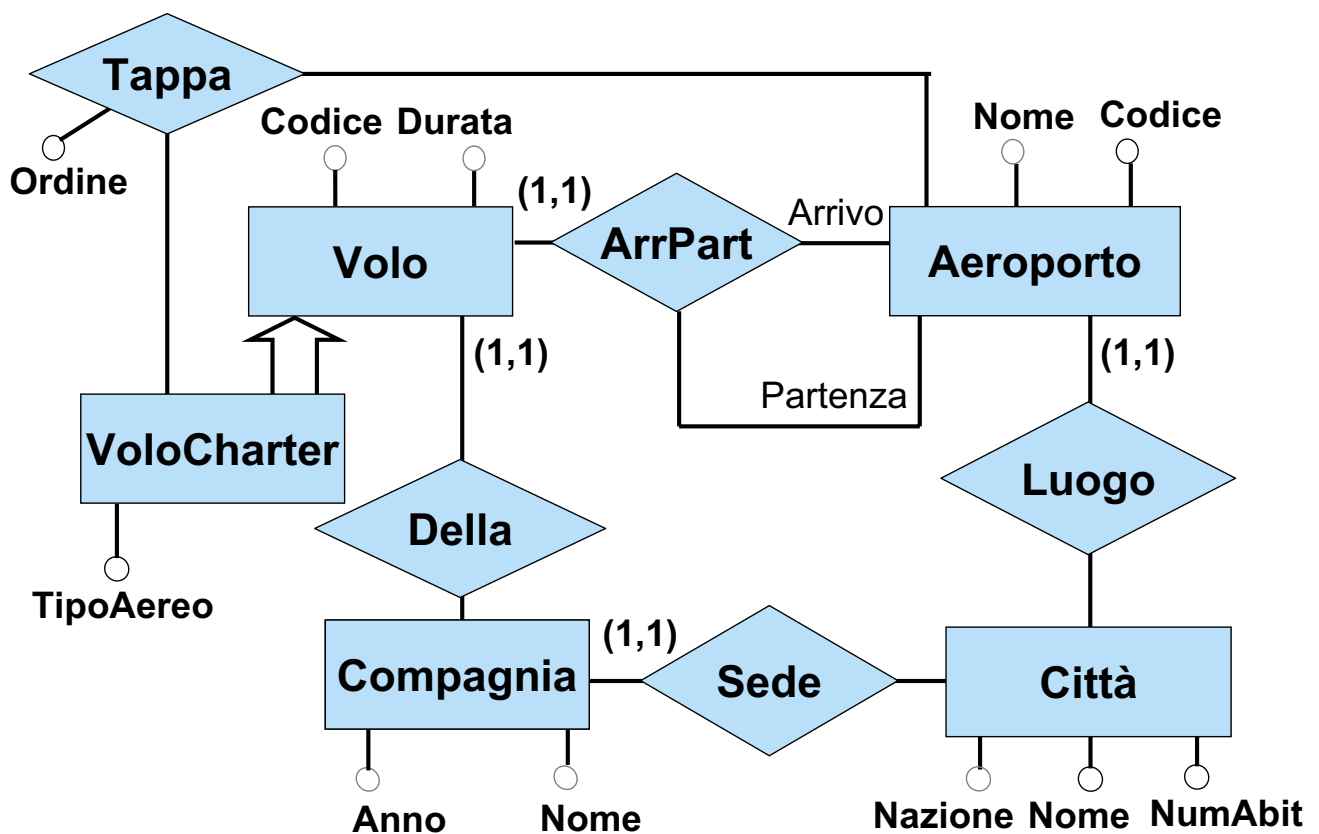 Tappa
Ordine
Codice Durata
Nome Codice
(1,1)
Volo
ArrPart
Arrivo
Aeroporto
(1,1)
Partenza
(1,1)
VoloCharter
TipoAereo
Della
Luogo
(1,1)
Compagnia
Sede
Città
Anno
Nome
Nazione Nome NumAbit